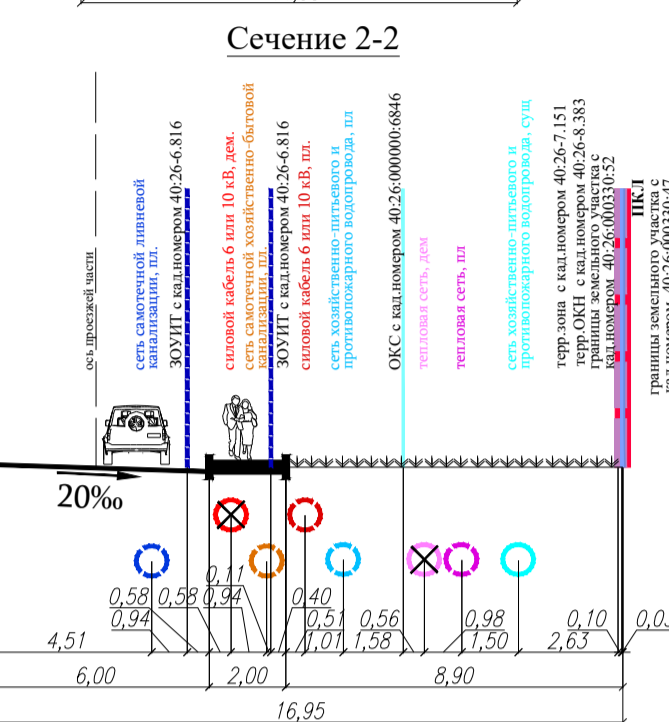 Сечение 2-2
ось проезжей части
сеть самотечной ливневой
канализации, пл.
ЗОУИТ с кад.номером 40:26-6.816
силовой кабель 6 или 10 кВ, дем.
сеть самотечной хозяйственно-бытовой
канализации, пл.
ЗОУИТ с кад.номером 40:26-6.816
силовой кабель 6 или 10 кВ, пл.
сеть хозяйственно-питьевого и
противопожарного водопровода, пл
ОКС с кад.номером 40:26:000000:6846
тепловая сеть, дем
тепловая сеть, пл
сеть хозяйственно-питьевого и
противопожарного водопровода, сущ
терр.зона с кад.номером 40:26-7.151
терр.ОКН с кад.номером 40:26-8.383
границы земельного участка с
кад.номером 40:26:000330:52
ПКЛ
границы земельного участка с
20‰
0,11
0,58 0,58 0,94 0,40
0,94 0,51 0,56 0,98 0,10
4,51 1,01 1,58 1,50 2,63
6,00 2,00 8,90
16,95